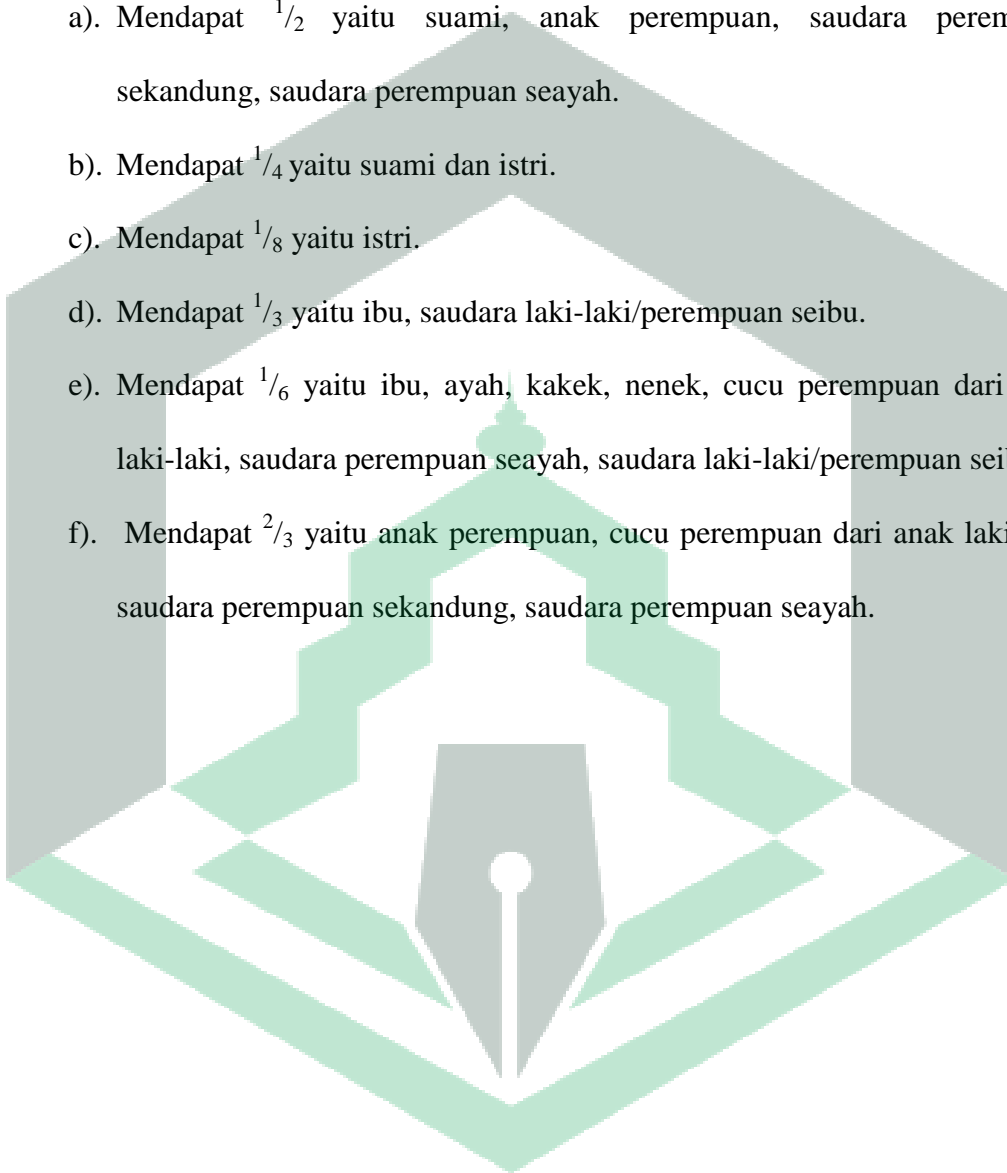 a). Mendapat 1/2 yaitu suami, anak perempuan, saudara
sekandung, saudara perempuan seayah.
b). Mendapat 1/4 yaitu suami dan istri.
c). Mendapat 1/8 yaitu istri.
d). Mendapat 1/3 yaitu ibu, saudara laki-laki/perempuan seibu.
e). Mendapat 1/6 yaitu ibu, ayah, kakek, nenek, cucu perempuan dari
laki-laki, saudara perempuan seayah, saudara laki-laki/perempuan
f). Mendapat 2/3 yaitu anak perempuan, cucu perempuan dari anak
saudara perempuan sekandung, saudara perempuan seayah.